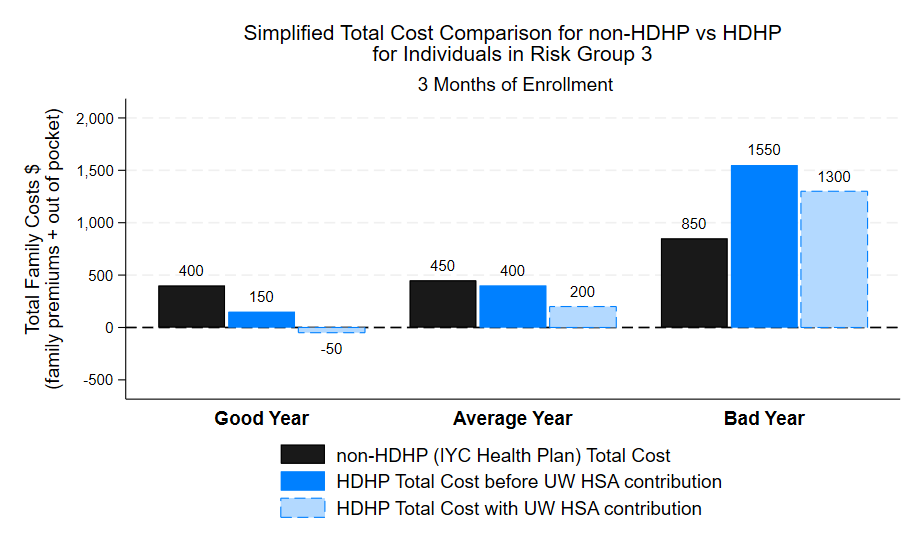 Simplified Total Cost Comparison for non-HDHP vs HDHP
for Individuals in Risk Group 3
3 Months of Enrollment
Total Family Costs $
(family premiums + out of pocket)
2,000
1,500
1,000
500
0
-500
400
150
-50
450
400
200
850
1550
1300
Good Year
Average Year
Bad Year
non-HDHP (IYC Health Plan) Total Cost
HDHP Total Cost before UW HSA contribution
HDHP Total Cost with UW HSA contribution